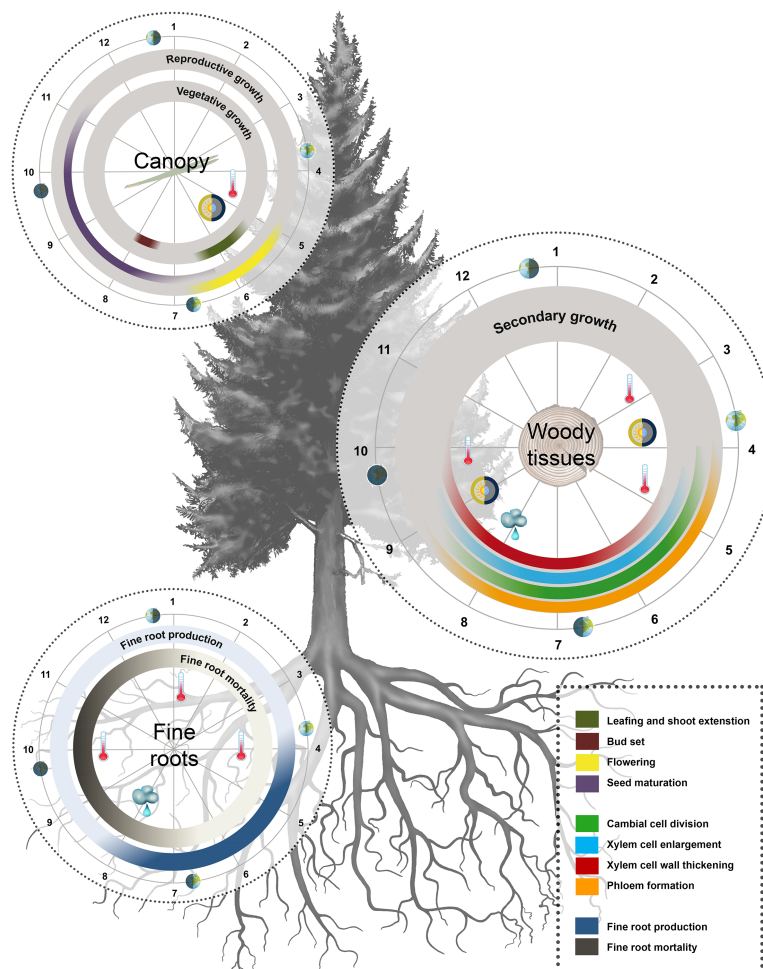 1
2
3
4
5
6
7
8
9
10
11
12
Reproductive growth
Vegetative growth
Canopy
1
2
3
4
5
6
7
8
9
10
11
12
Secondary growth
Woody
tissues
1
2
3
4
5
6
7
8
9
10
11
12
Fine root production
Fine root mortality
Fine
roots
Leafing and shoot extenstion
Bud set
Flowering
Seed maturation
Cambial cell division
Xylem cell enlargement
Xylem cell wall thickening
Phloem formation
Fine root production
Fine root mortality